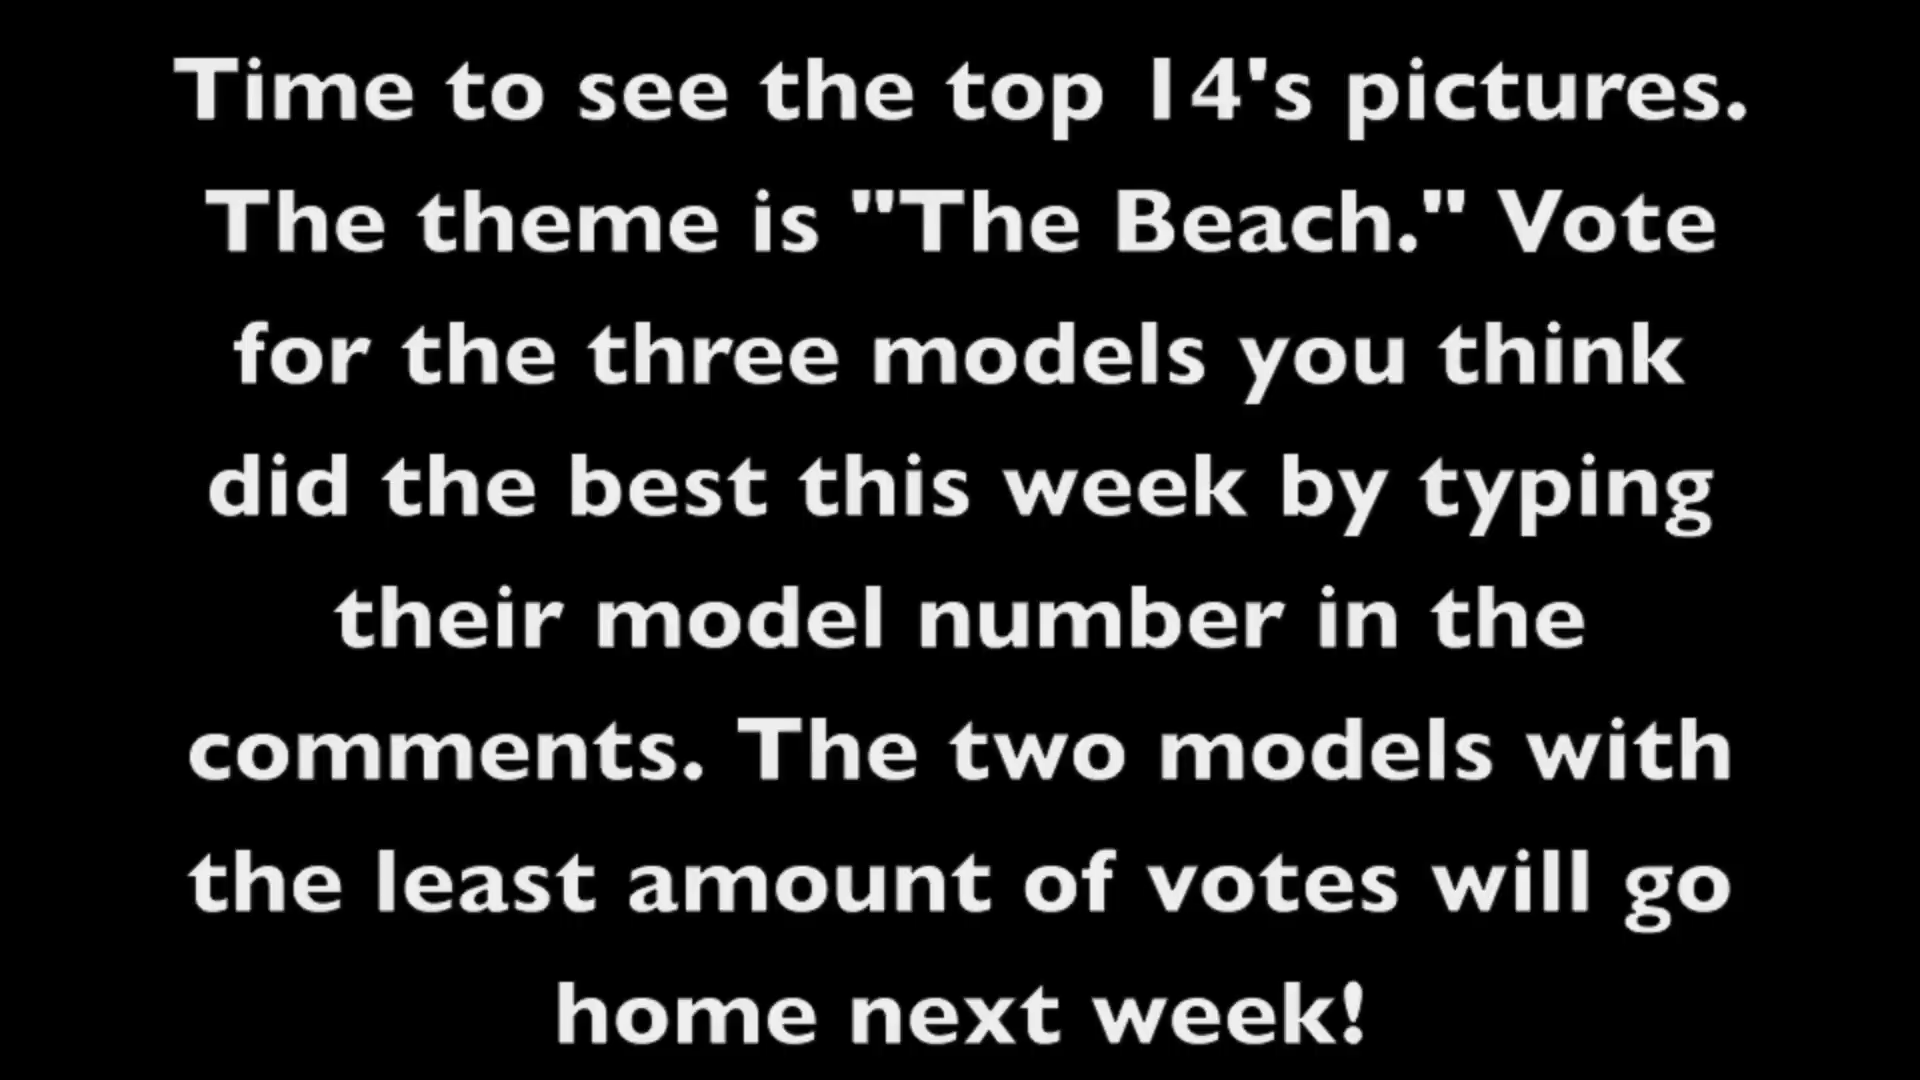 Time to see the top 14's pictures.
The theme is "The Beach." Vote
for the three models you think
did the best this week by typing
their model number in the
comments. The two models with
the least amount of votes will go
home next week!